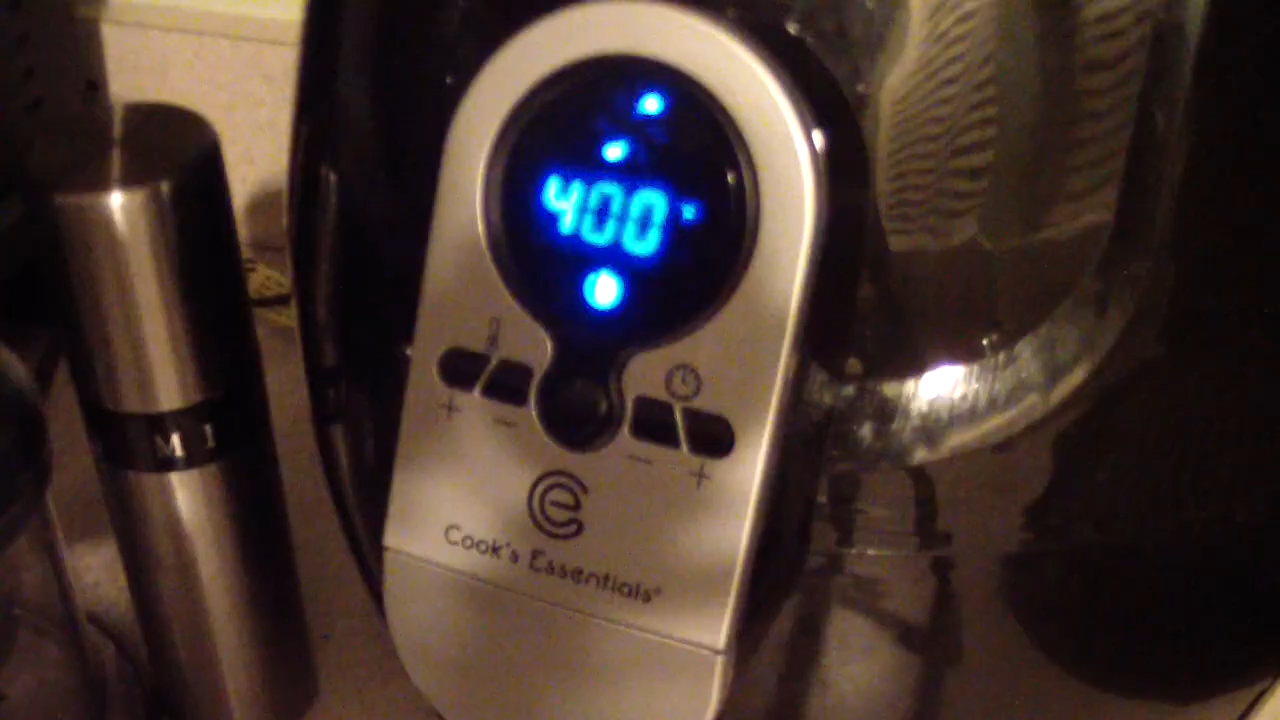 400°
+ -
- +
Cook's Essentials®
M I